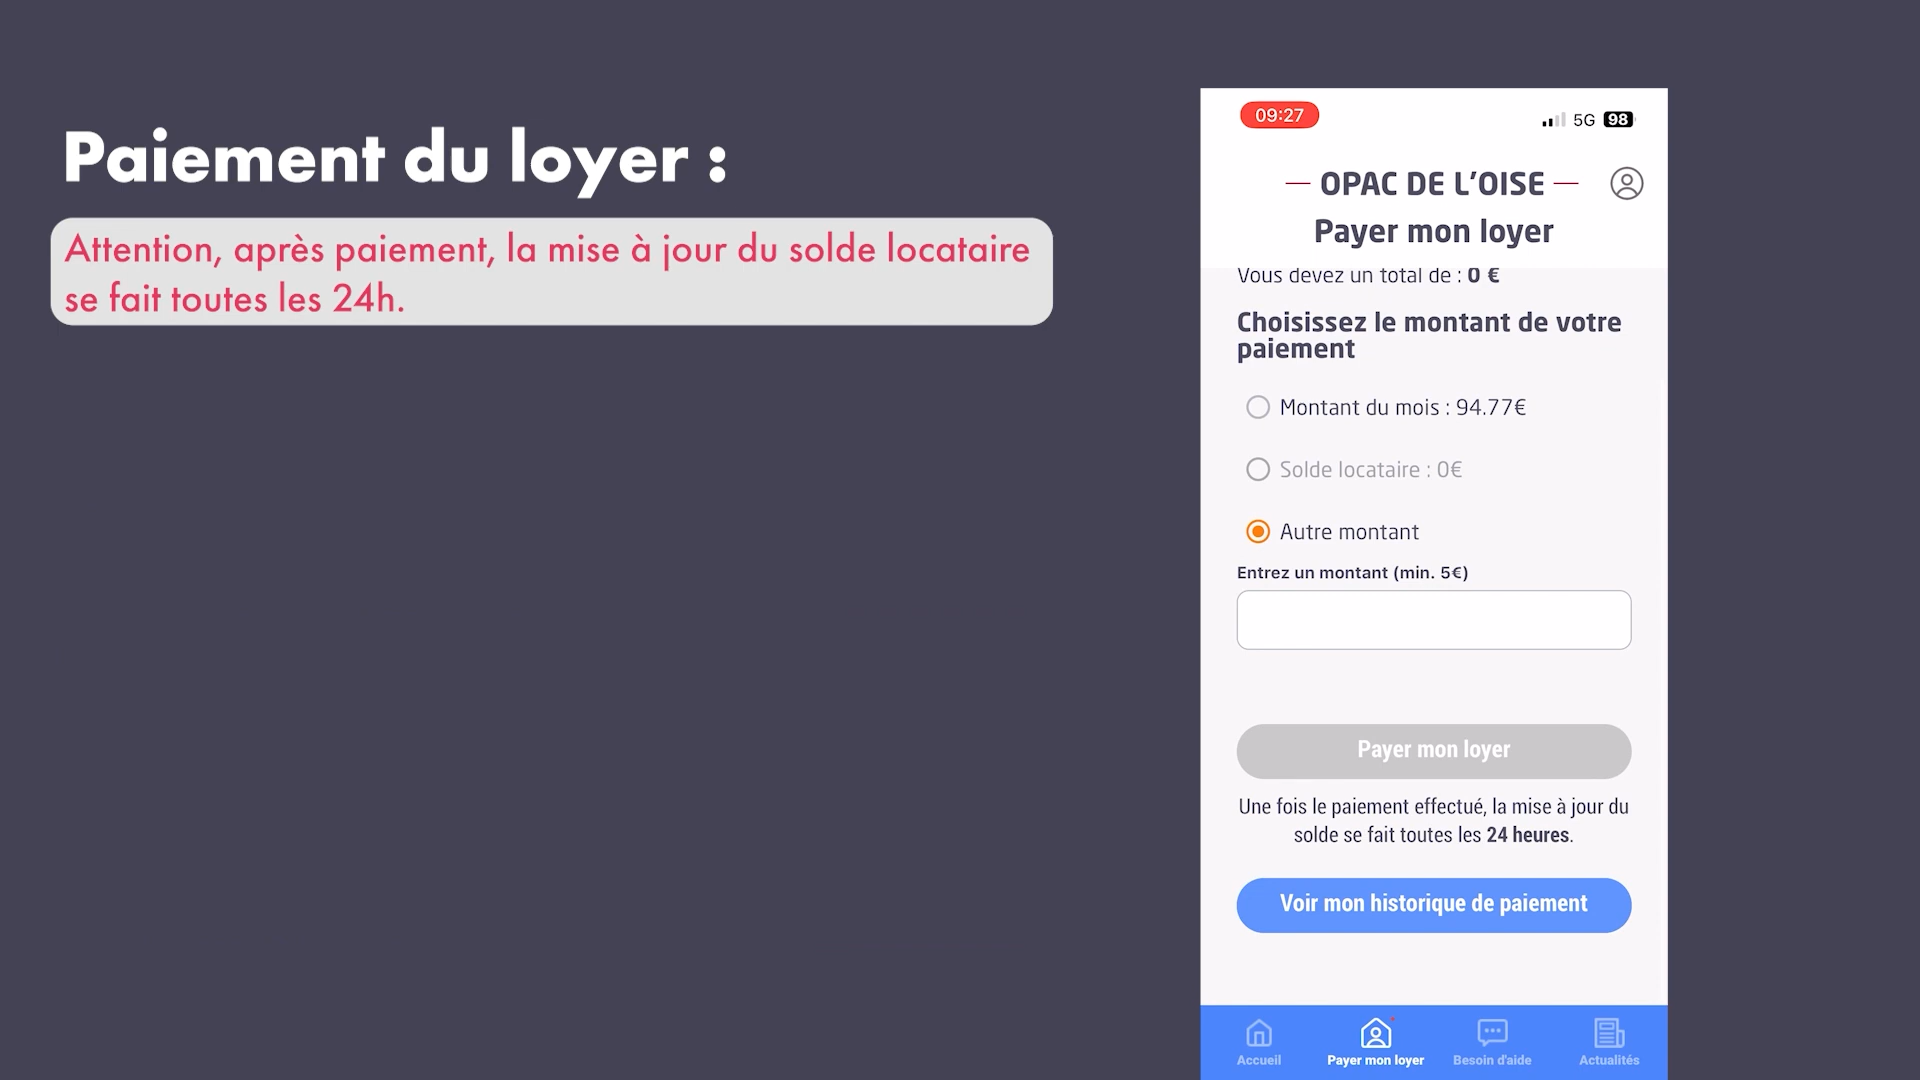 Paiement du loyer :
Attention, après paiement, la mise à jour du solde locataire
se fait toutes les 24h.
09:27
5G 98
OPAC DE L'OISE
Payer mon loyer
Vous devez un total de : 0 €
Choisissez le montant de votre
paiement
Montant du mois : 94.77€
Solde locataire : 0€
Autre montant
Entrez un montant (min. 5€)
Payer mon loyer
Une fois le paiement effectué, la mise à jour du
solde se fait toutes les 24 heures.
Voir mon historique de paiement
Accueil
Payer mon loyer
Besoin d'aide
Actualités